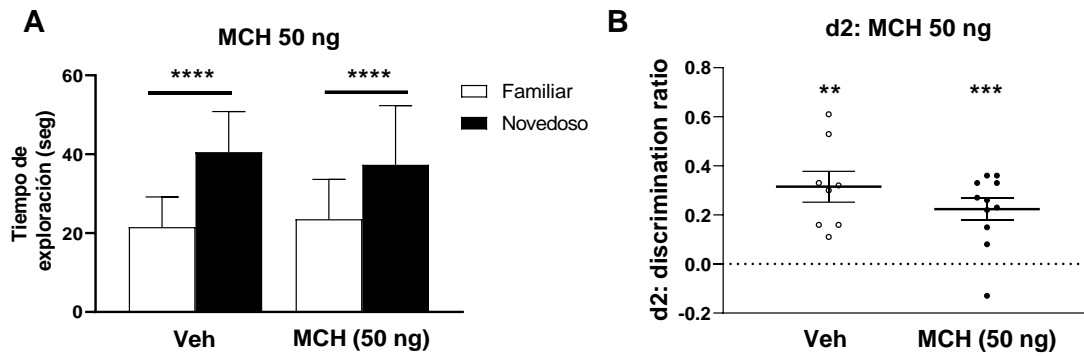 A
MCH 50 ng
Tiempo de
exploración (seg)
60
40
20
0
****
****
Familiar
Novedoso
Veh
MCH (50 ng)
B
d2: MCH 50 ng
d2: discrimination ratio
0.8
0.6
0.4
0.2
0.0
-0.2
**
***
Veh
MCH (50 ng)